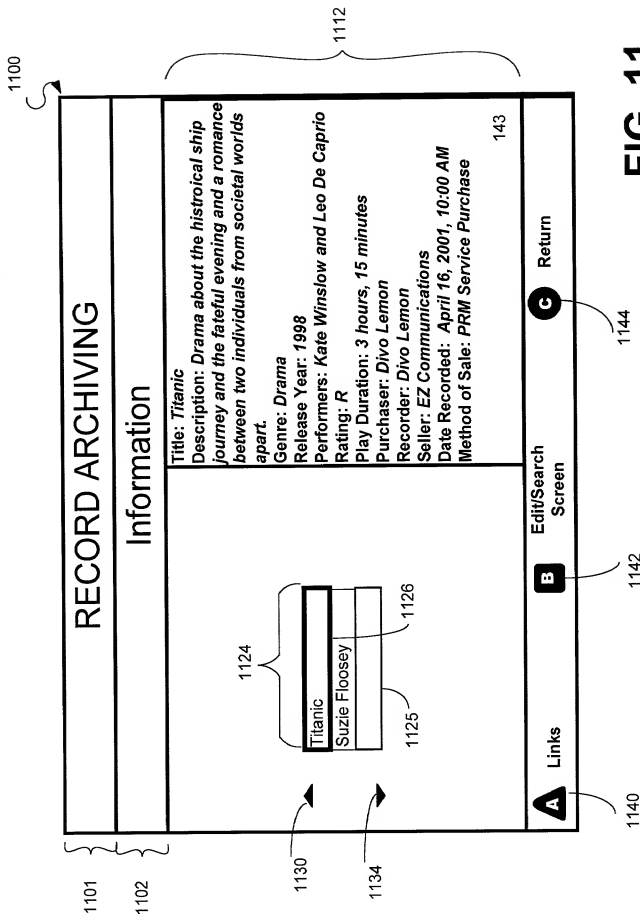 1100
RECORD ARCHIVING
1101
Information
1102
Title: Titanic
Description: Drama about the histroical ship
journey and the fateful evening and a romance
between two individuals from societal worlds
apart.
Genre: Drama
Release Year: 1998
Performers: Kate Winslow and Leo De Caprio
Rating: R
Play Duration: 3 hours, 15 minutes
Purchaser: Divo Lemon
Recorder: Divo Lemon
Seller: EZ Communications
Date Recorded: April 16, 2001, 10:00 AM
Method of Sale: PRM Service Purchase
143
1112
1124
Titanic
Suzie Floosey
1126
1125
1130
1134
A Links
B Edit/Search
Screen
C Return
1140
1142
1144
FIG. 11